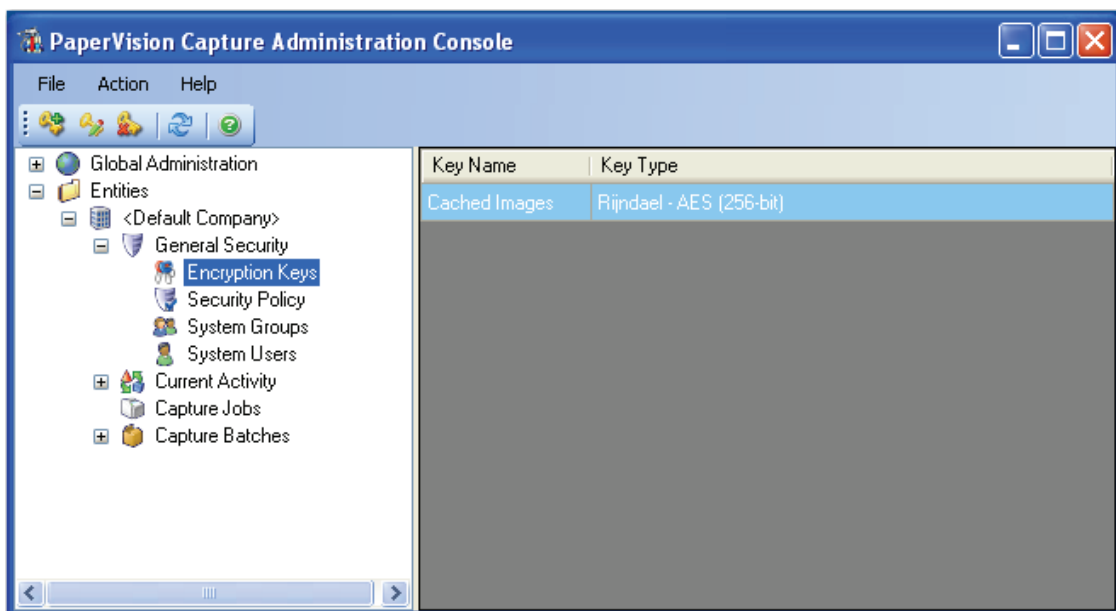 PaperVision Capture Administration Console
File Action Help
Global Administration
Entities
<Default Company>
General Security
Encryption Keys
Security Policy
System Groups
System Users
Current Activity
Capture Jobs
Capture Batches
Key Name Key Type
Cached Images Rijndael - AES (256-bit)